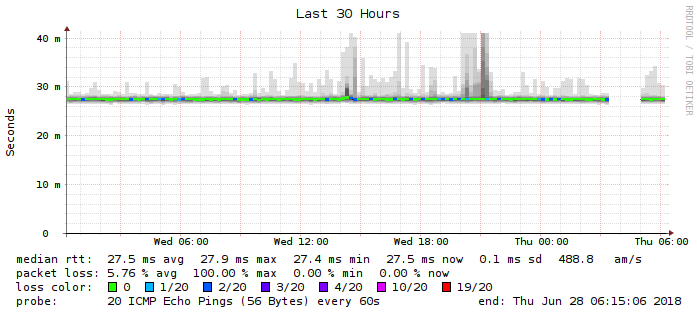 Last 30 Hours
RRDTOOL / TOBI OETIKER
Seconds
40 m
30 m
20 m
10 m
0
Wed 06:00 Wed 12:00 Wed 18:00 Thu 00:00 Thu 06:00
median rtt: 27.5 ms avg 27.9 ms max 27.4 ms min 27.5 ms now 0.1 ms sd 488.8 am/s
packet loss: 5.76 % avg 100.00 % max 0.00 % min 0.00 % now
loss color: 0 1/20 2/20 3/20 4/20 10/20 19/20
probe: 20 ICMP Echo Pings (56 Bytes) every 60s end: Thu Jun 28 06:15:06 2018